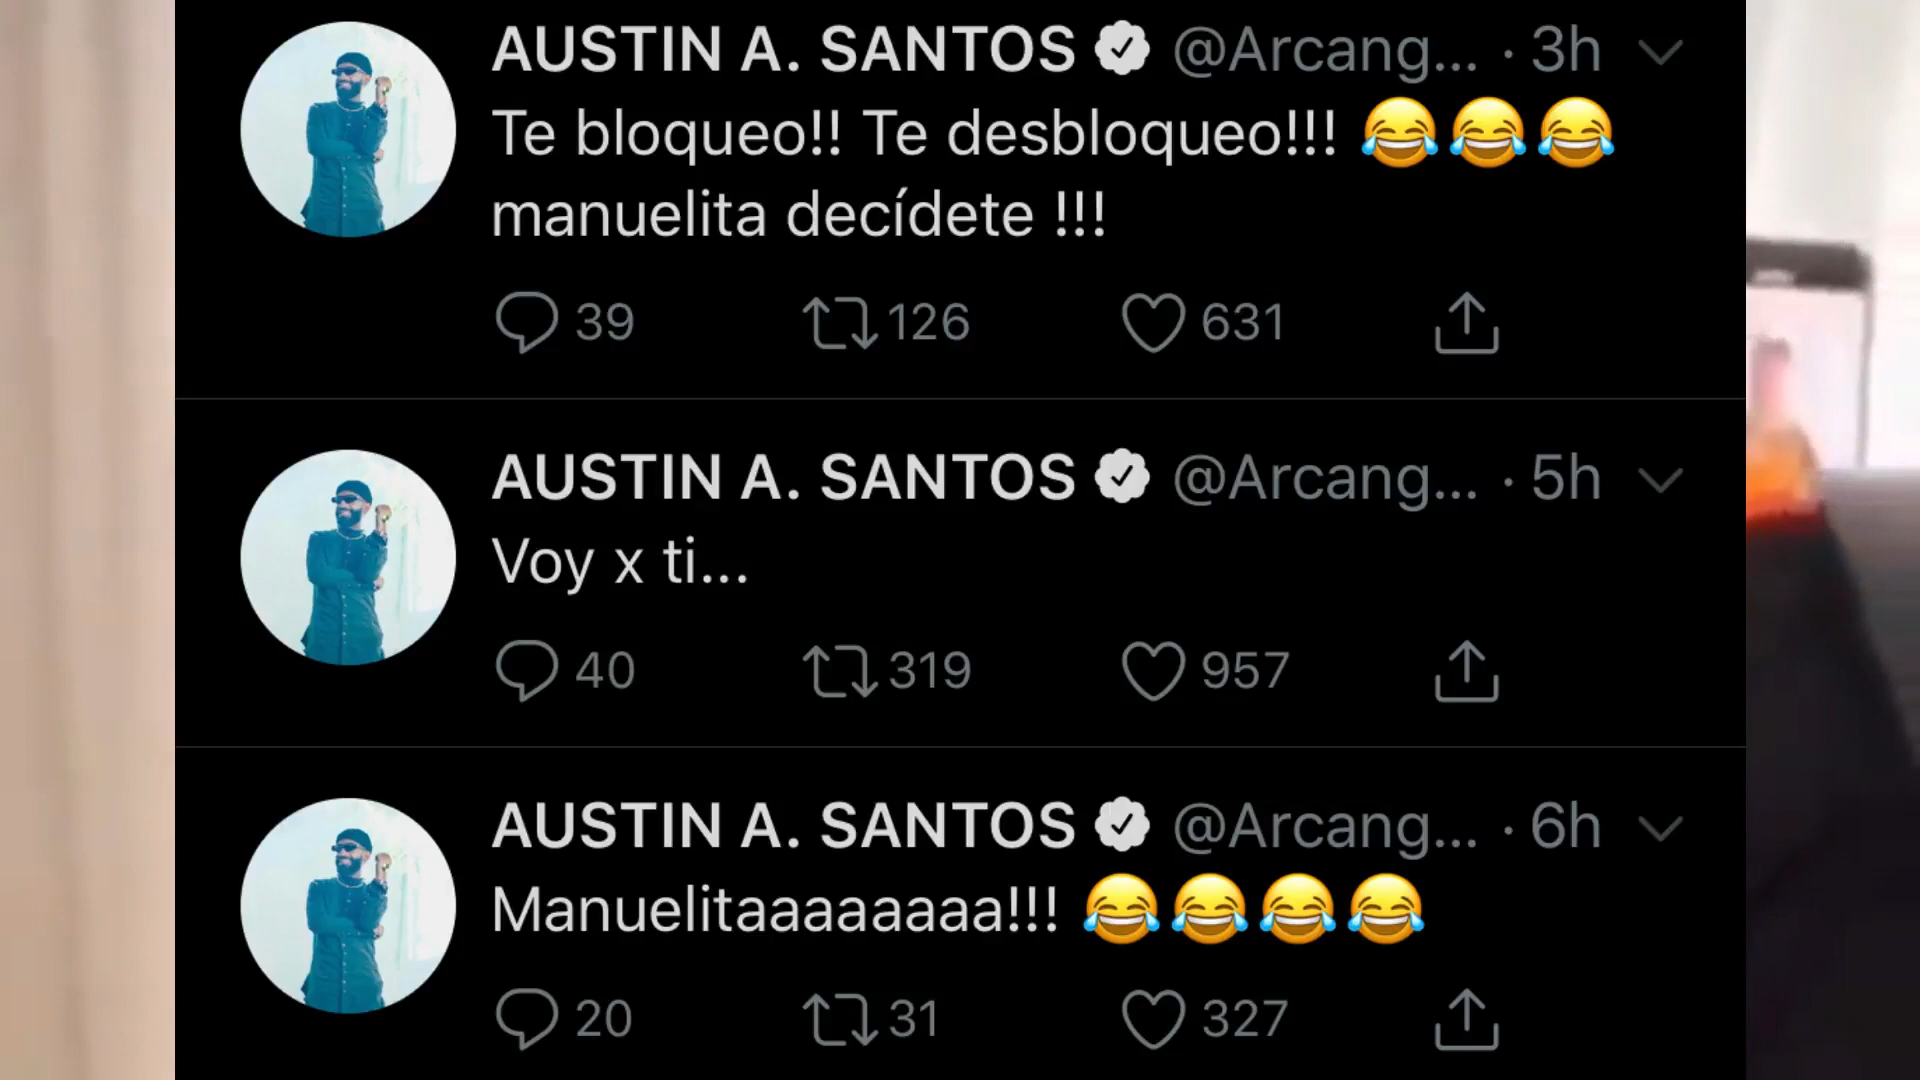 AUSTIN A. SANTOS @Arcang... · 3h
Te bloqueo!! Te desbloqueo!!! 😂😂😂
manuelita decídete !!!
39 126 631
AUSTIN A. SANTOS @Arcang... · 5h
Voy x ti...
40 319 957
AUSTIN A. SANTOS @Arcang... · 6h
Manuelitaaaaaaaa!!! 😂😂😂😂
20 31 327